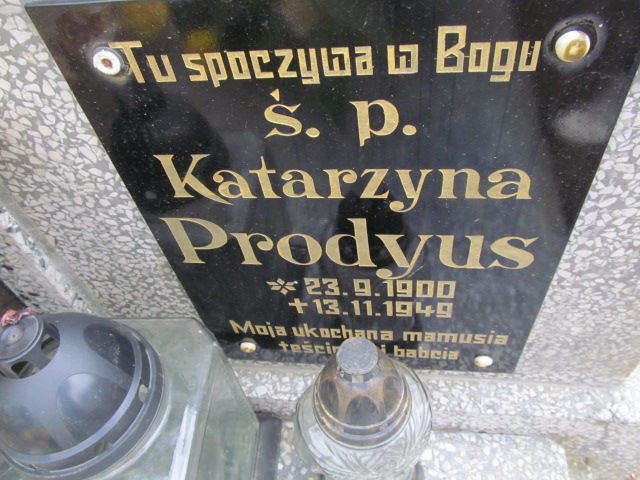 Tu spoczywa w Bogu
ś. p.
Katarzyna
Prodyus
* 23.9.1900
+ 13.11.1949
Moja ukochana mamusia
i babcia